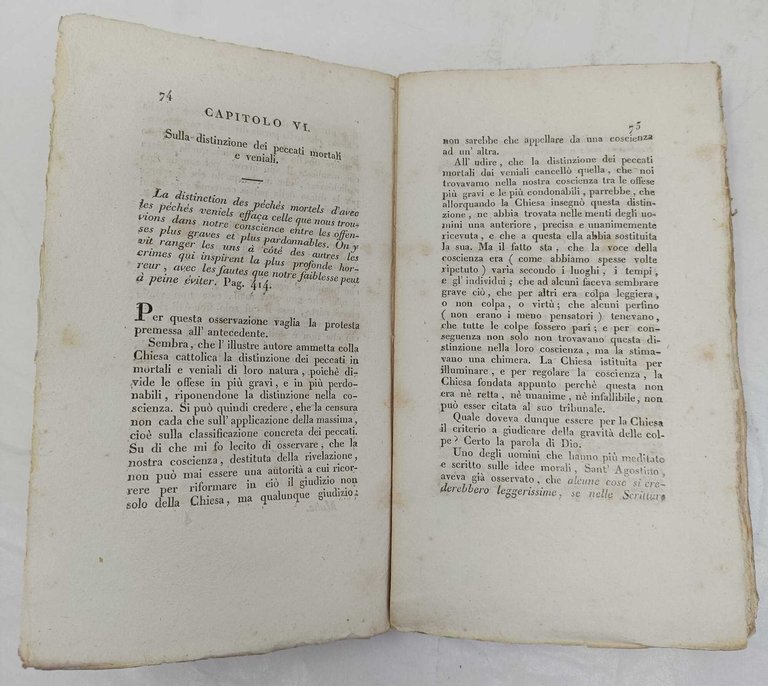 74
CAPITOLO VI.
Sulla distinzione dei peccati mortali
e veniali.
La distinction des péchés mortels d'avec
les péchés veniels effaça celle que nous trou-
vions dans notre conscience entre les offen-
ses plus graves et plus pardonnables. On y
vit ranger les uns à côté des autres les
crimes qui inspirent la plus profonde hor-
reur, avec les fautes que notre faiblesse peut
à peine éviter. Pag. 414.
Per questa osservazione vaglia la protesta
premessa all' antecedente.
Sembra, che l' illustre autore ammetta colla
Chiesa cattolica la distinzione dei peccati in
mortali e veniali di loro natura, poichè di-
vide le offese in più gravi, e in più perdo-
nabili, riponendone la distinzione nella co-
scienza. Si può quindi credere, che la censura
non cada che sull' applicazione della massima,
cioè sulla classificazione concreta dei peccati.
Su di che mi fo lecito di osservare, che la
nostra coscienza, destituta della rivelazione,
non può mai essere una autorità a cui ricor-
rere per riformare in ciò il giudizio non
solo della Chiesa, ma qualunque giudizio:
75
non sarebbe che appellare da una coscienza
ad un' altra.
All' udire, che la distinzione dei peccati
mortali dai veniali cancellò quella, che noi
trovavamo nella nostra coscienza tra le offese
più gravi e le più condonabili, parrebbe, che
allorquando la Chiesa insegnò questa distin-
zione, ne abbia trovata nelle menti degli uo-
mini una anteriore, precisa e unanimemente
ricevuta, e che a questa ella abbia sostituita
la sua. Ma il fatto sta, che la voce della
coscienza era ( come abbiamo spesse volte
ripetuto ) varia secondo i luoghi, i tempi,
e gl' individui; che ad alcuni faceva sembrare
grave ciò, che per altri era colpa leggiera,
o non colpa, o virtù; che alcuni perfino
( non erano i meno pensatori ) tenevano,
che tutte le colpe fossero pari; e per con-
seguenza non solo non trovavano questa di-
stinzione nella loro coscienza, ma la stima-
vano una chimera. La Chiesa istituita per
illuminare, e per regolare la coscienza, la
Chiesa fondata appunto perchè questa non
era nè retta, nè unanime, nè infallibile, non
può esser citata al suo tribunale.
Quale doveva dunque essere per la Chiesa
il criterio a giudicare della gravità delle col-
pe? Certo la parola di Dio.
Uno degli uomini che hanno più meditato
e scritto sulle idee morali, Sant' Agostino,
aveva già osservato, che alcune cose si cre-
derebbero leggerissime, se nelle Scritture